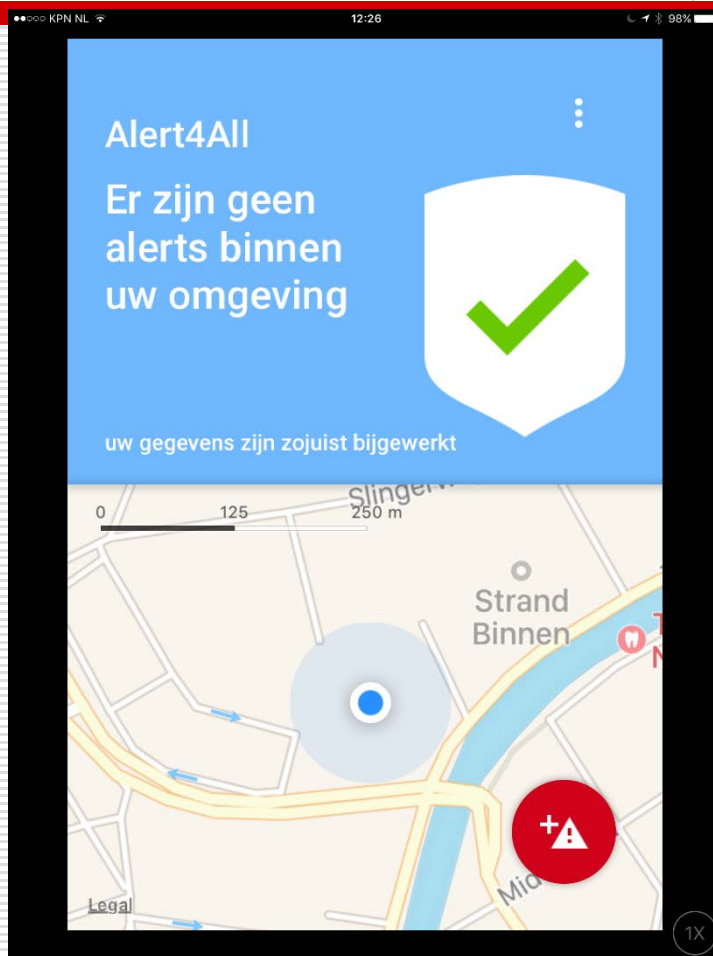 KPN NL 12:26 98%
Alert4All
Er zijn geen
alerts binnen
uw omgeving
uw gegevens zijn zojuist bijgewerkt
0 125 250 m
Strand
Binnen
Legal
1X